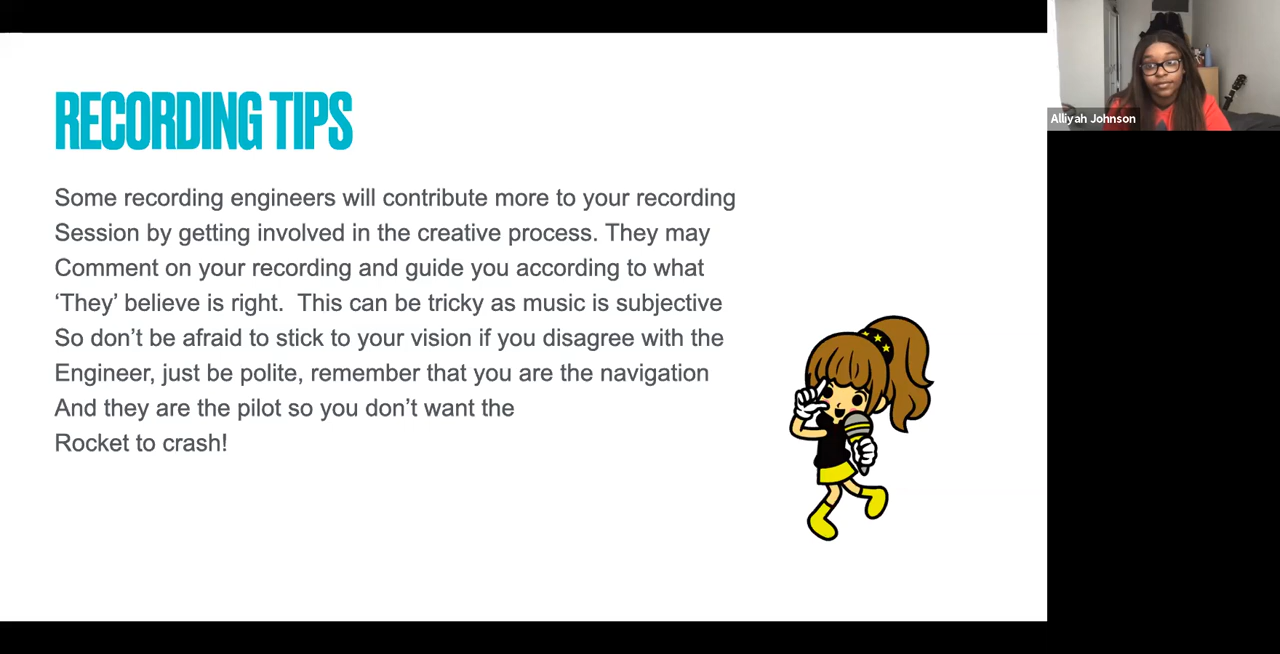 RECORDING TIPS
Some recording engineers will contribute more to your recording
Session by getting involved in the creative process. They may
Comment on your recording and guide you according to what
‘They’ believe is right.  This can be tricky as music is subjective
So don’t be afraid to stick to your vision if you disagree with the
Engineer, just be polite, remember that you are the navigation
And they are the pilot so you don’t want the
Rocket to crash!
Alliyah Johnson